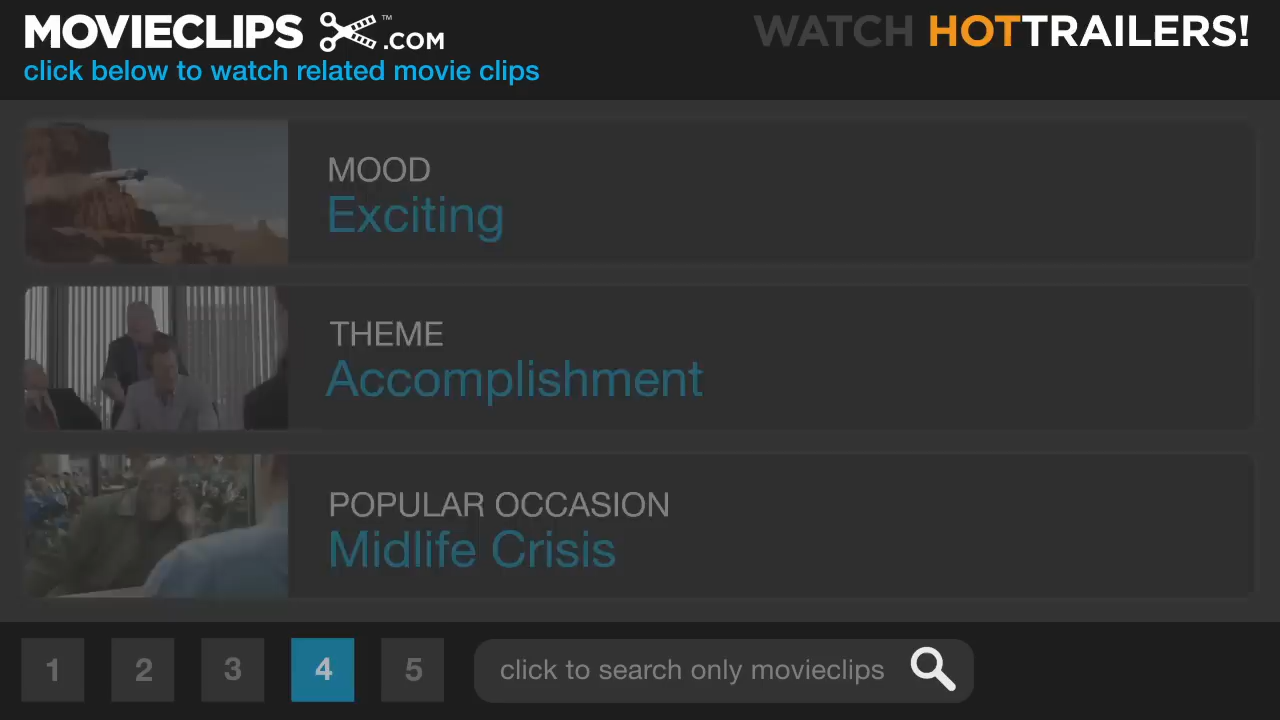 MOVIECLIPS ™ .COM
WATCH HOTTRAILERS!
click below to watch related movie clips
MOOD
Exciting
THEME
Accomplishment
POPULAR OCCASION
Midlife Crisis
1 2 3 4 5 click to search only movieclips